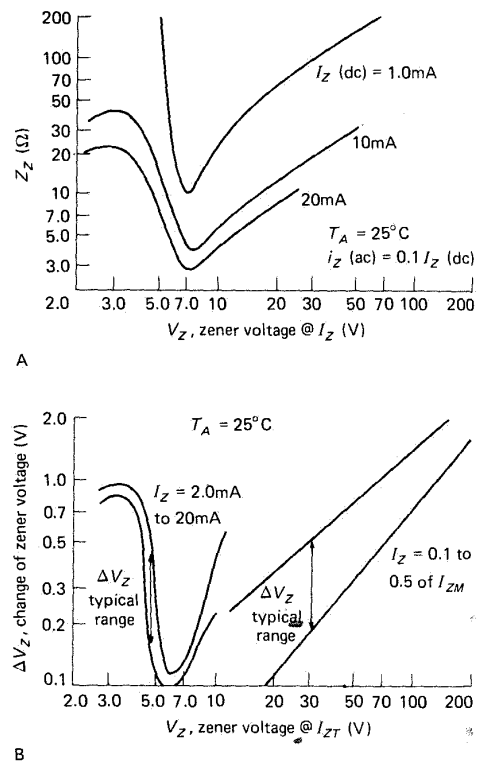 200
100
70
50
30
20
10
7.0
5.0
3.0
2.0
Z_Z (Ω)
I_Z (dc) = 1.0mA
10mA
20mA
T_A = 25°C
i_Z (ac) = 0.1 I_Z (dc)
3.0 5.0 7.0 10 20 30 50 70 100 200
V_Z, zener voltage @ I_Z (V)
A
2.0
1.0
0.7
0.5
0.3
0.2
0.1
ΔV_Z, change of zener voltage (V)
T_A = 25°C
I_Z = 2.0mA
to 20mA
ΔV_Z
typical
range
ΔV_Z
typical
range
I_Z = 0.1 to
0.5 of I_ZM
2.0 3.0 5.0 7.0 10 20 30 50 70 100 200
V_Z, zener voltage @ I_ZT (V)
B